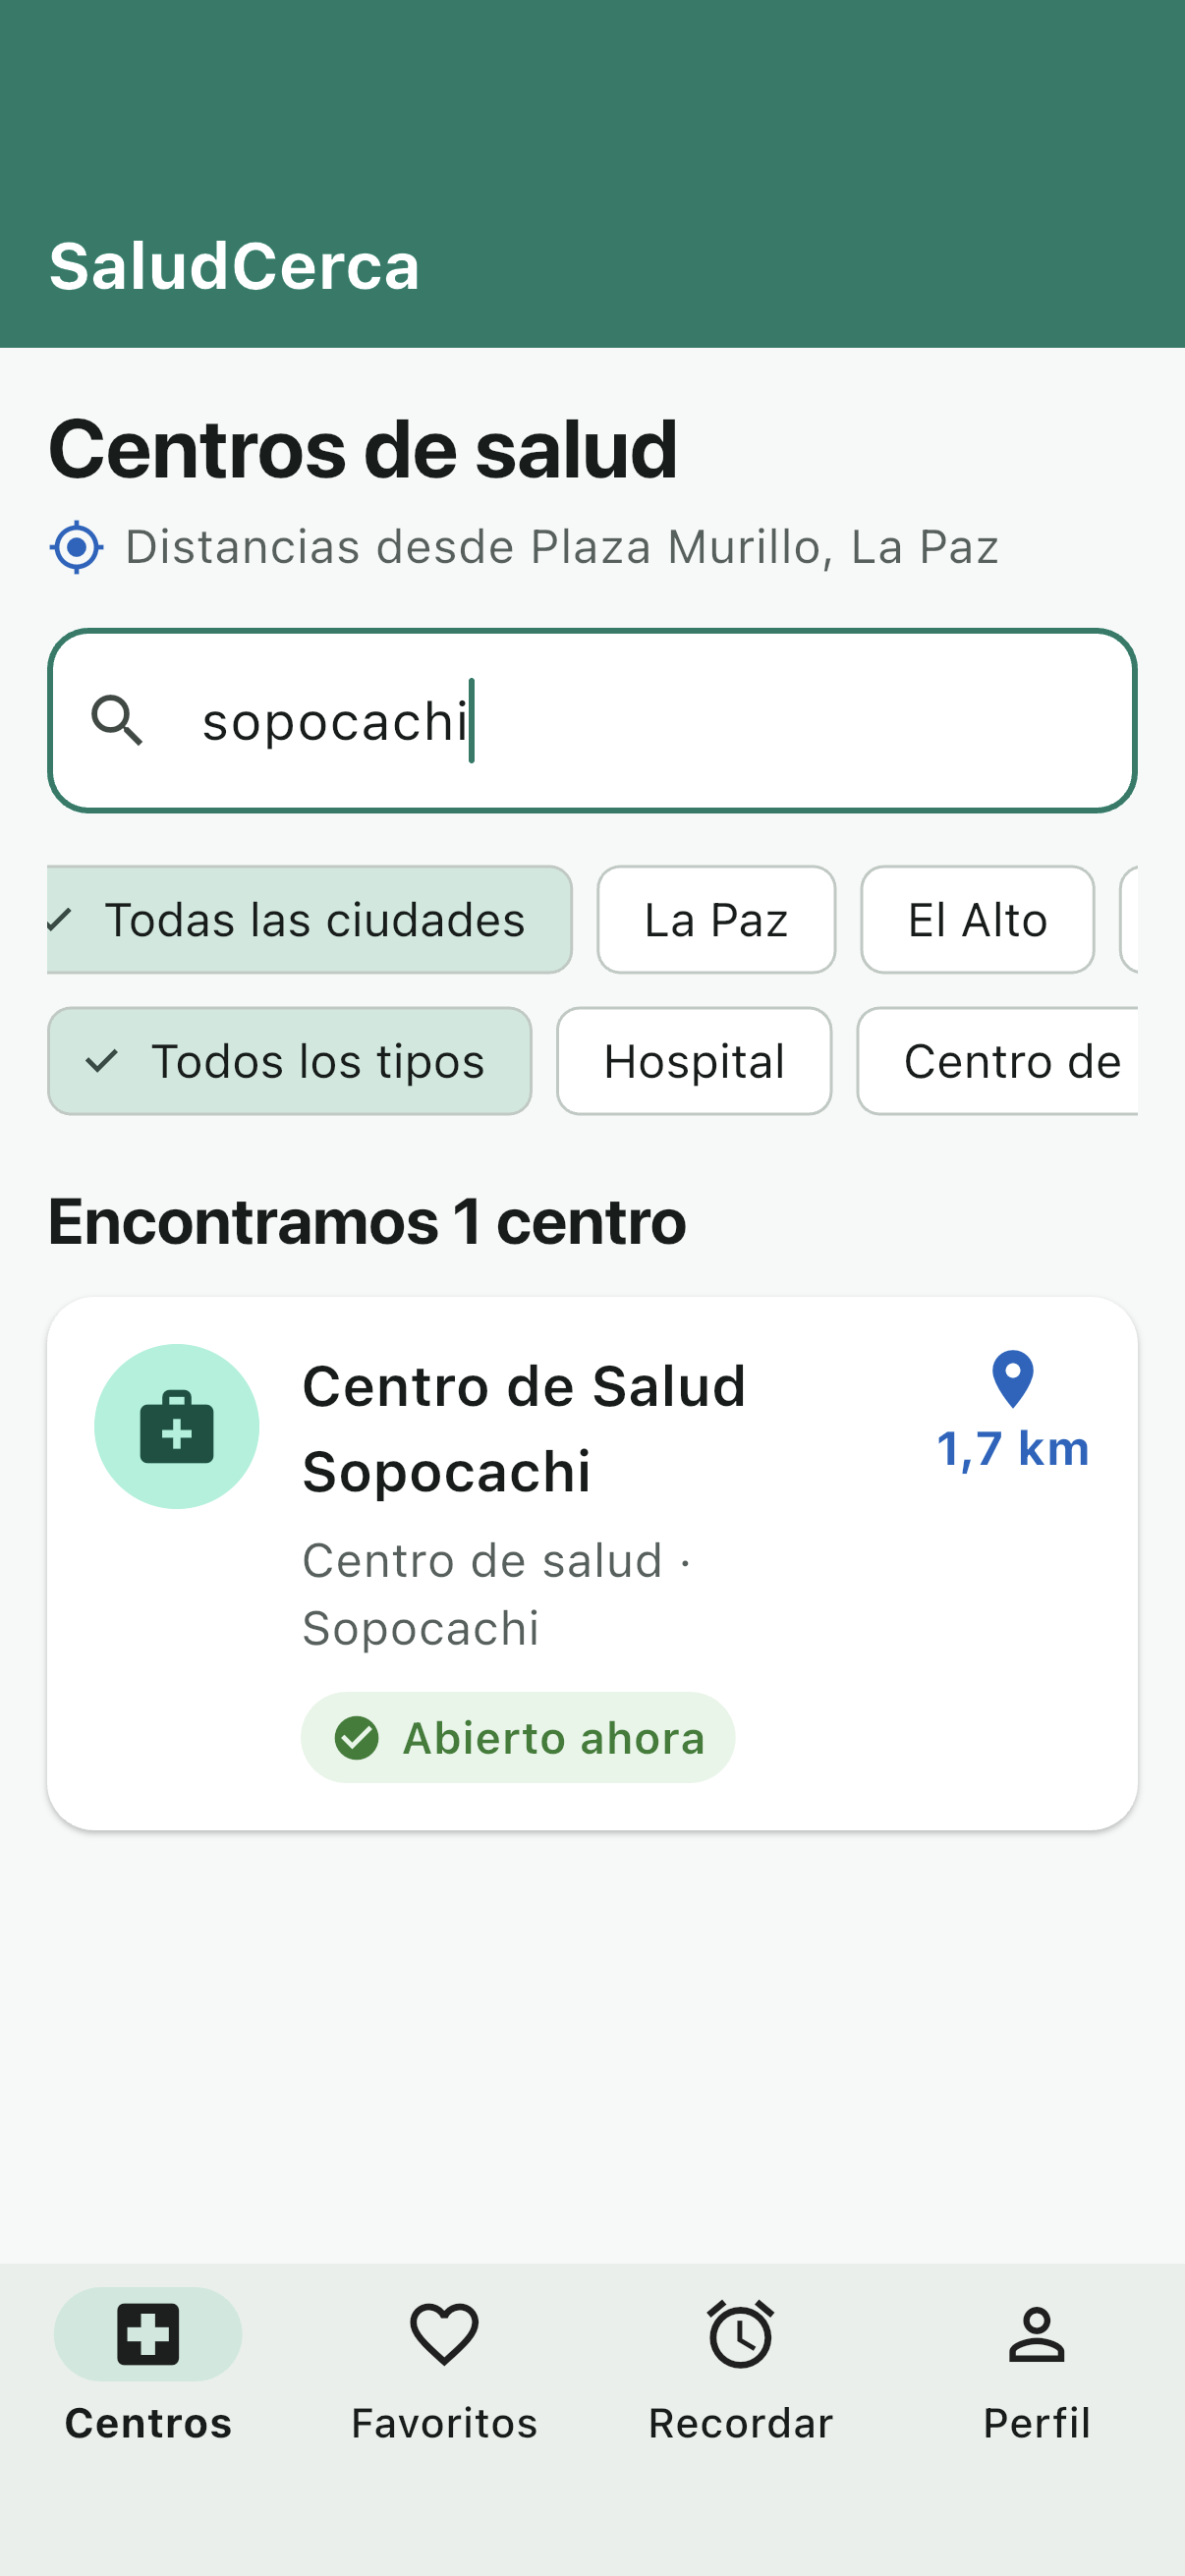 SaludCerca
Centros de salud
Distancias desde Plaza Murillo, La Paz
sopocachi
Todas las ciudades
La Paz
El Alto
Todos los tipos
Hospital
Centro de
Encontramos 1 centro
Centro de Salud
Sopocachi
1,7 km
Centro de salud ·
Sopocachi
Abierto ahora
Centros
Favoritos
Recordar
Perfil